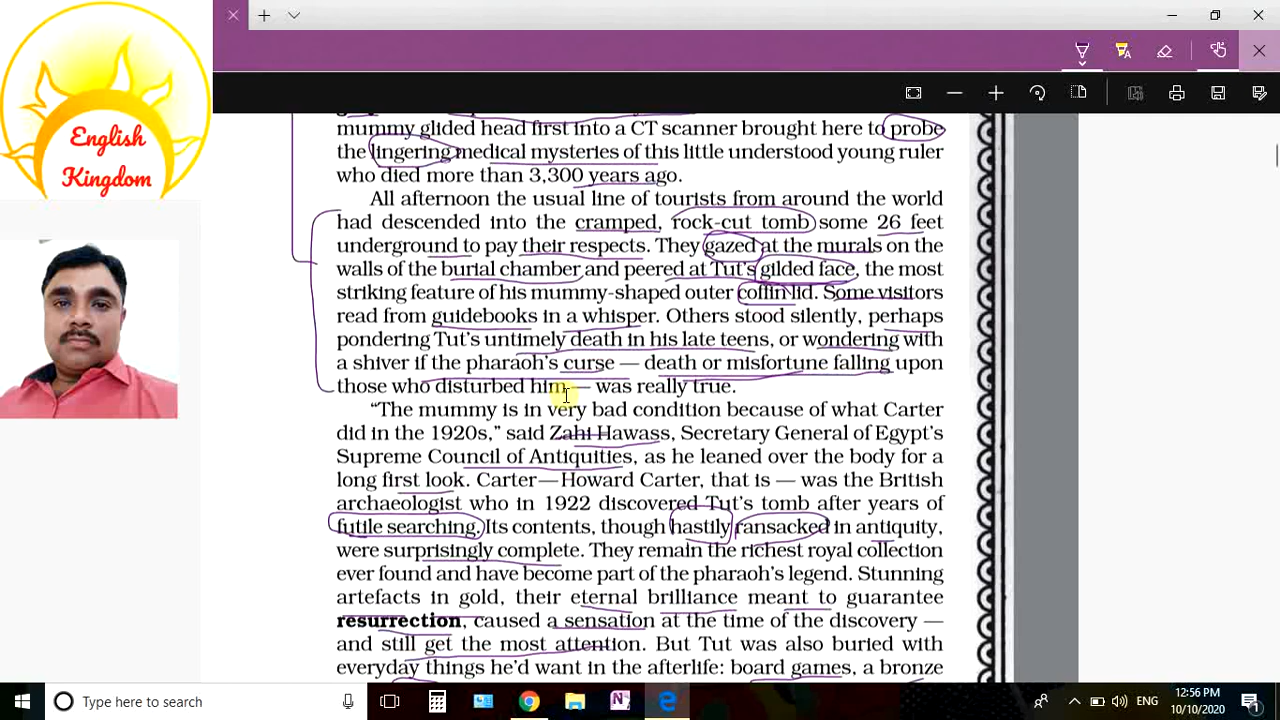 English
Kingdom
mummy glided head first into a CT scanner brought here to probe
the lingering medical mysteries of this little understood young ruler
who died more than 3,300 years ago.
All afternoon the usual line of tourists from around the world
had descended into the cramped, rock-cut tomb some 26 feet
underground to pay their respects. They gazed at the murals on the
walls of the burial chamber and peered at Tut's gilded face, the most
striking feature of his mummy-shaped outer coffin lid. Some visitors
read from guidebooks in a whisper. Others stood silently, perhaps
pondering Tut's untimely death in his late teens, or wondering with
a shiver if the pharaoh's curse — death or misfortune falling upon
those who disturbed him — was really true.
“The mummy is in very bad condition because of what Carter
did in the 1920s,” said Zahi Hawass, Secretary General of Egypt's
Supreme Council of Antiquities, as he leaned over the body for a
long first look. Carter—Howard Carter, that is — was the British
archaeologist who in 1922 discovered Tut's tomb after years of
futile searching. Its contents, though hastily ransacked in antiquity,
were surprisingly complete. They remain the richest royal collection
ever found and have become part of the pharaoh's legend. Stunning
artefacts in gold, their eternal brilliance meant to guarantee
resurrection, caused a sensation at the time of the discovery —
and still get the most attention. But Tut was also buried with
everyday things he'd want in the afterlife: board games, a bronze
Type here to search
ENG
12:56 PM
10/10/2020